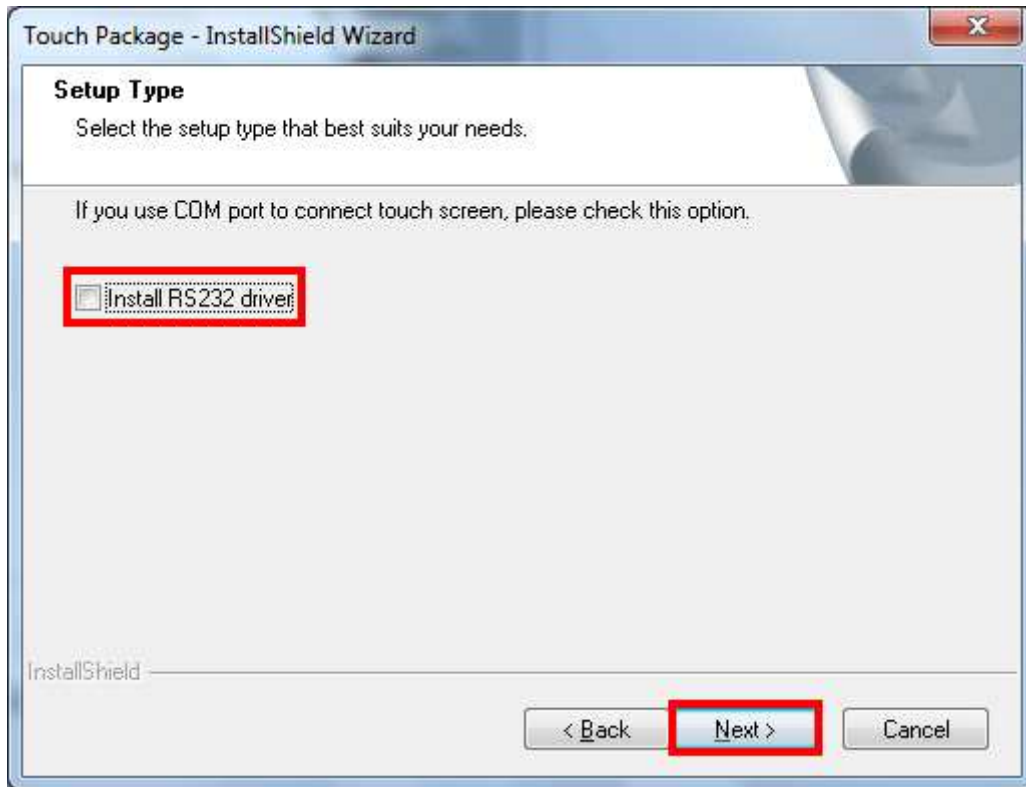 Touch Package - InstallShield Wizard
Setup Type
Select the setup type that best suits your needs.
If you use COM port to connect touch screen, please check this option.
Install RS232 driver
InstallShield
< Back Next > Cancel